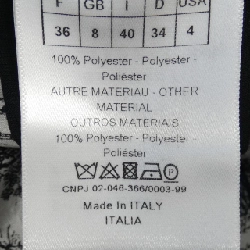 F GB I D USA
36 8 40 34 4
100% Polyester - Polyester -
Poliéster
AUTRE MATERIAU - OTHER
MATERIAL
OUTROS MATERIAIS
100% Polyester - Polyester -
Poliéster
CNPJ 02-046-366/0003-99
Made In ITALY
ITALIA